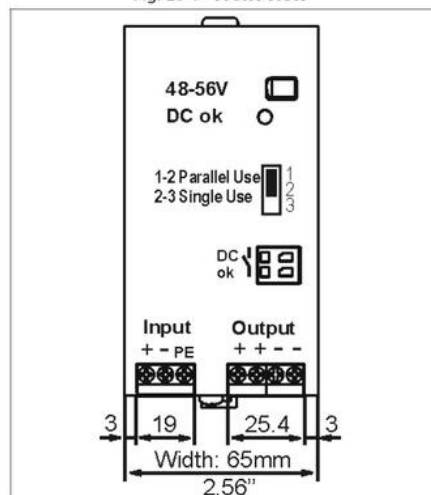 48-56V
DC ok
1-2 Parallel Use 1
2-3 Single Use 2
3
DC
ok
Input Output
+ - PE + + - -
3 19 25.4 3
Width: 65mm
2.56"